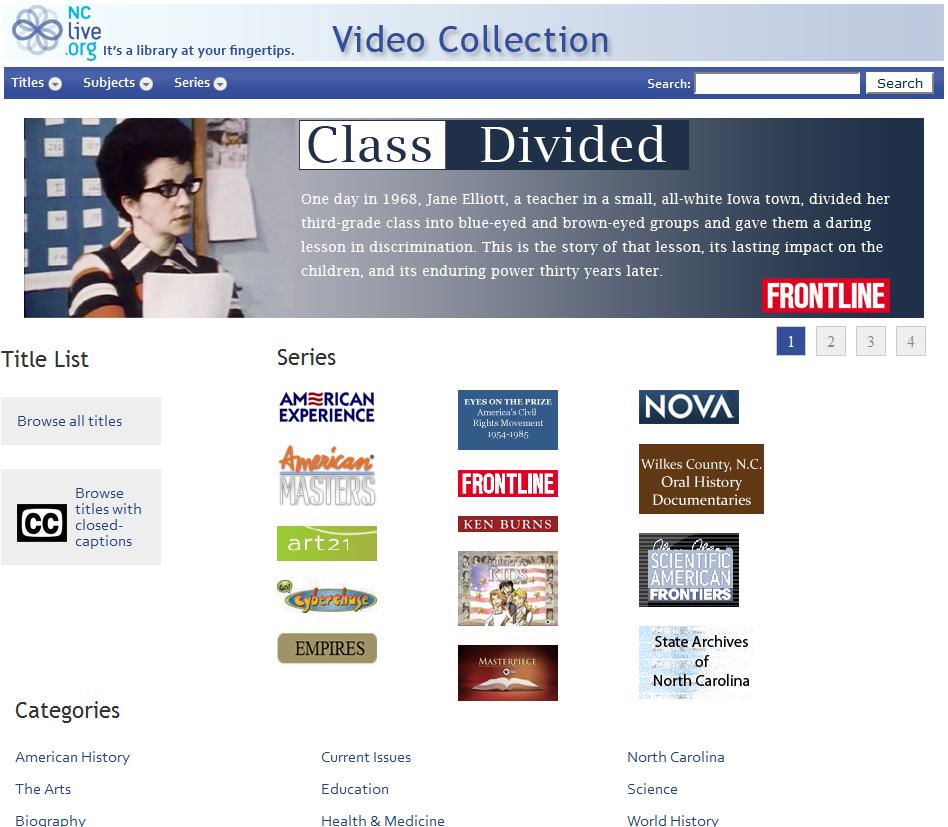 NC
live
.org It's a library at your fingertips.
Video Collection
Titles Subjects Series Search: Search
Class Divided
One day in 1968, Jane Elliott, a teacher in a small, all-white Iowa town, divided her
third-grade class into blue-eyed and brown-eyed groups and gave them a daring
lesson in discrimination. This is the story of that lesson, its lasting impact on the
children, and its enduring power thirty years later.
FRONTLINE
1 2 3 4
Title List
Browse all titles
CC
Browse
titles with
closed-
captions
Series
AMERICAN
EXPERIENCE
American
MASTERS
art21
GO!
Cyberchase
EMPIRES
EYES ON THE PRIZE
America's Civil
Rights Movement
1954-1985
FRONTLINE
KEN BURNS
KIDS
MASTERPIECE
NOVA
Wilkes County, N.C.
Oral History
Documentaries
SCIENTIFIC
AMERICAN
FRONTIERS
State Archives
of
North Carolina
Categories
American History Current Issues North Carolina
The Arts Education Science
Biography Health & Medicine World History